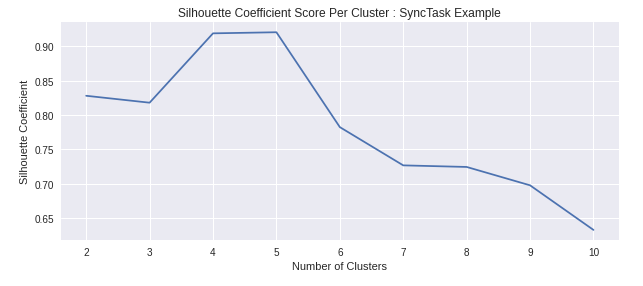 Silhouette Coefficient Score Per Cluster : SyncTask Example
0.90
0.85
0.80
0.75
0.70
0.65
Silhouette Coefficient
2 3 4 5 6 7 8 9 10
Number of Clusters